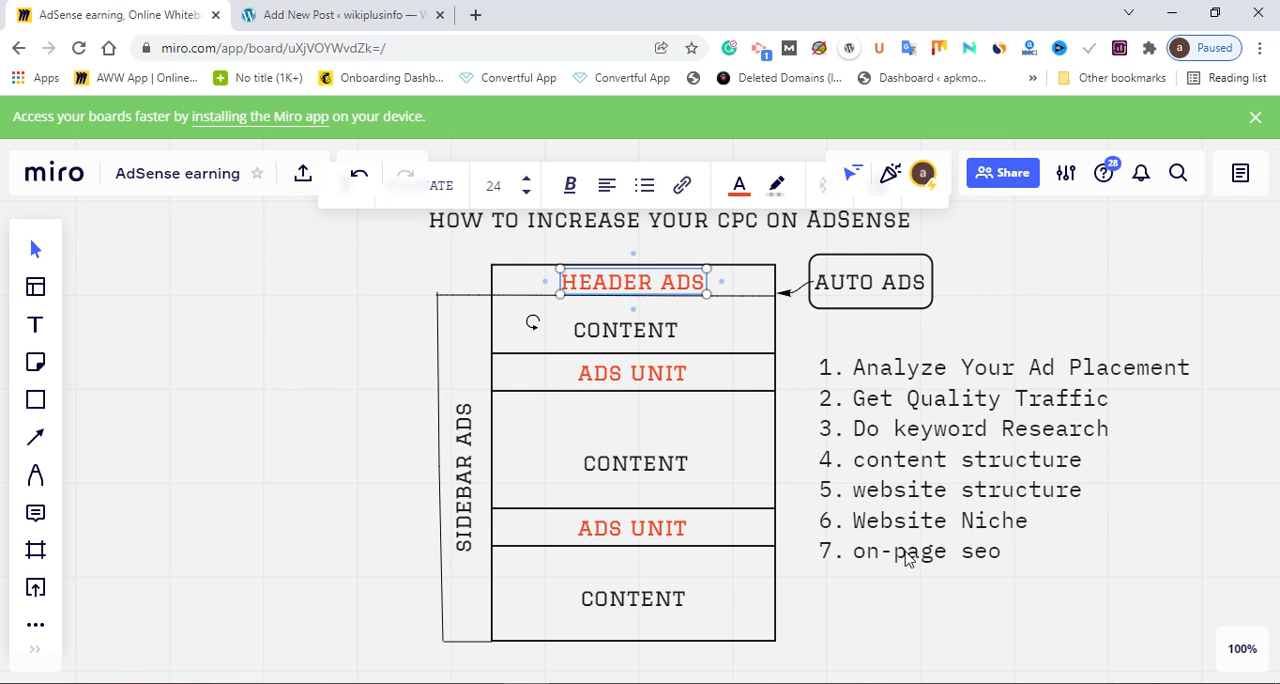 AdSense earning, Online Whiteb
Add New Post ‹ wikiplusinfo — W
miro.com/app/board/uXjVOYWvdZk=/
1
a Paused
Apps
AWW App | Online...
No title (1K+)
Onboarding Dashb...
Convertful App
Convertful App
Deleted Domains (l...
Dashboard ‹ apkmo...
»
Other bookmarks
Reading list
Access your boards faster by installing the Miro app on your device.
miro
AdSense earning
ATE
24
B
A
a
Share
28
HOW TO INCREASE YOUR CPC ON ADSENSE
HEADER ADS
AUTO ADS
CONTENT
ADS UNIT
SIDEBAR ADS
CONTENT
ADS UNIT
CONTENT
1. Analyze Your Ad Placement
2. Get Quality Traffic
3. Do keyword Research
4. content structure
5. website structure
6. Website Niche
7. on-page seo
100%